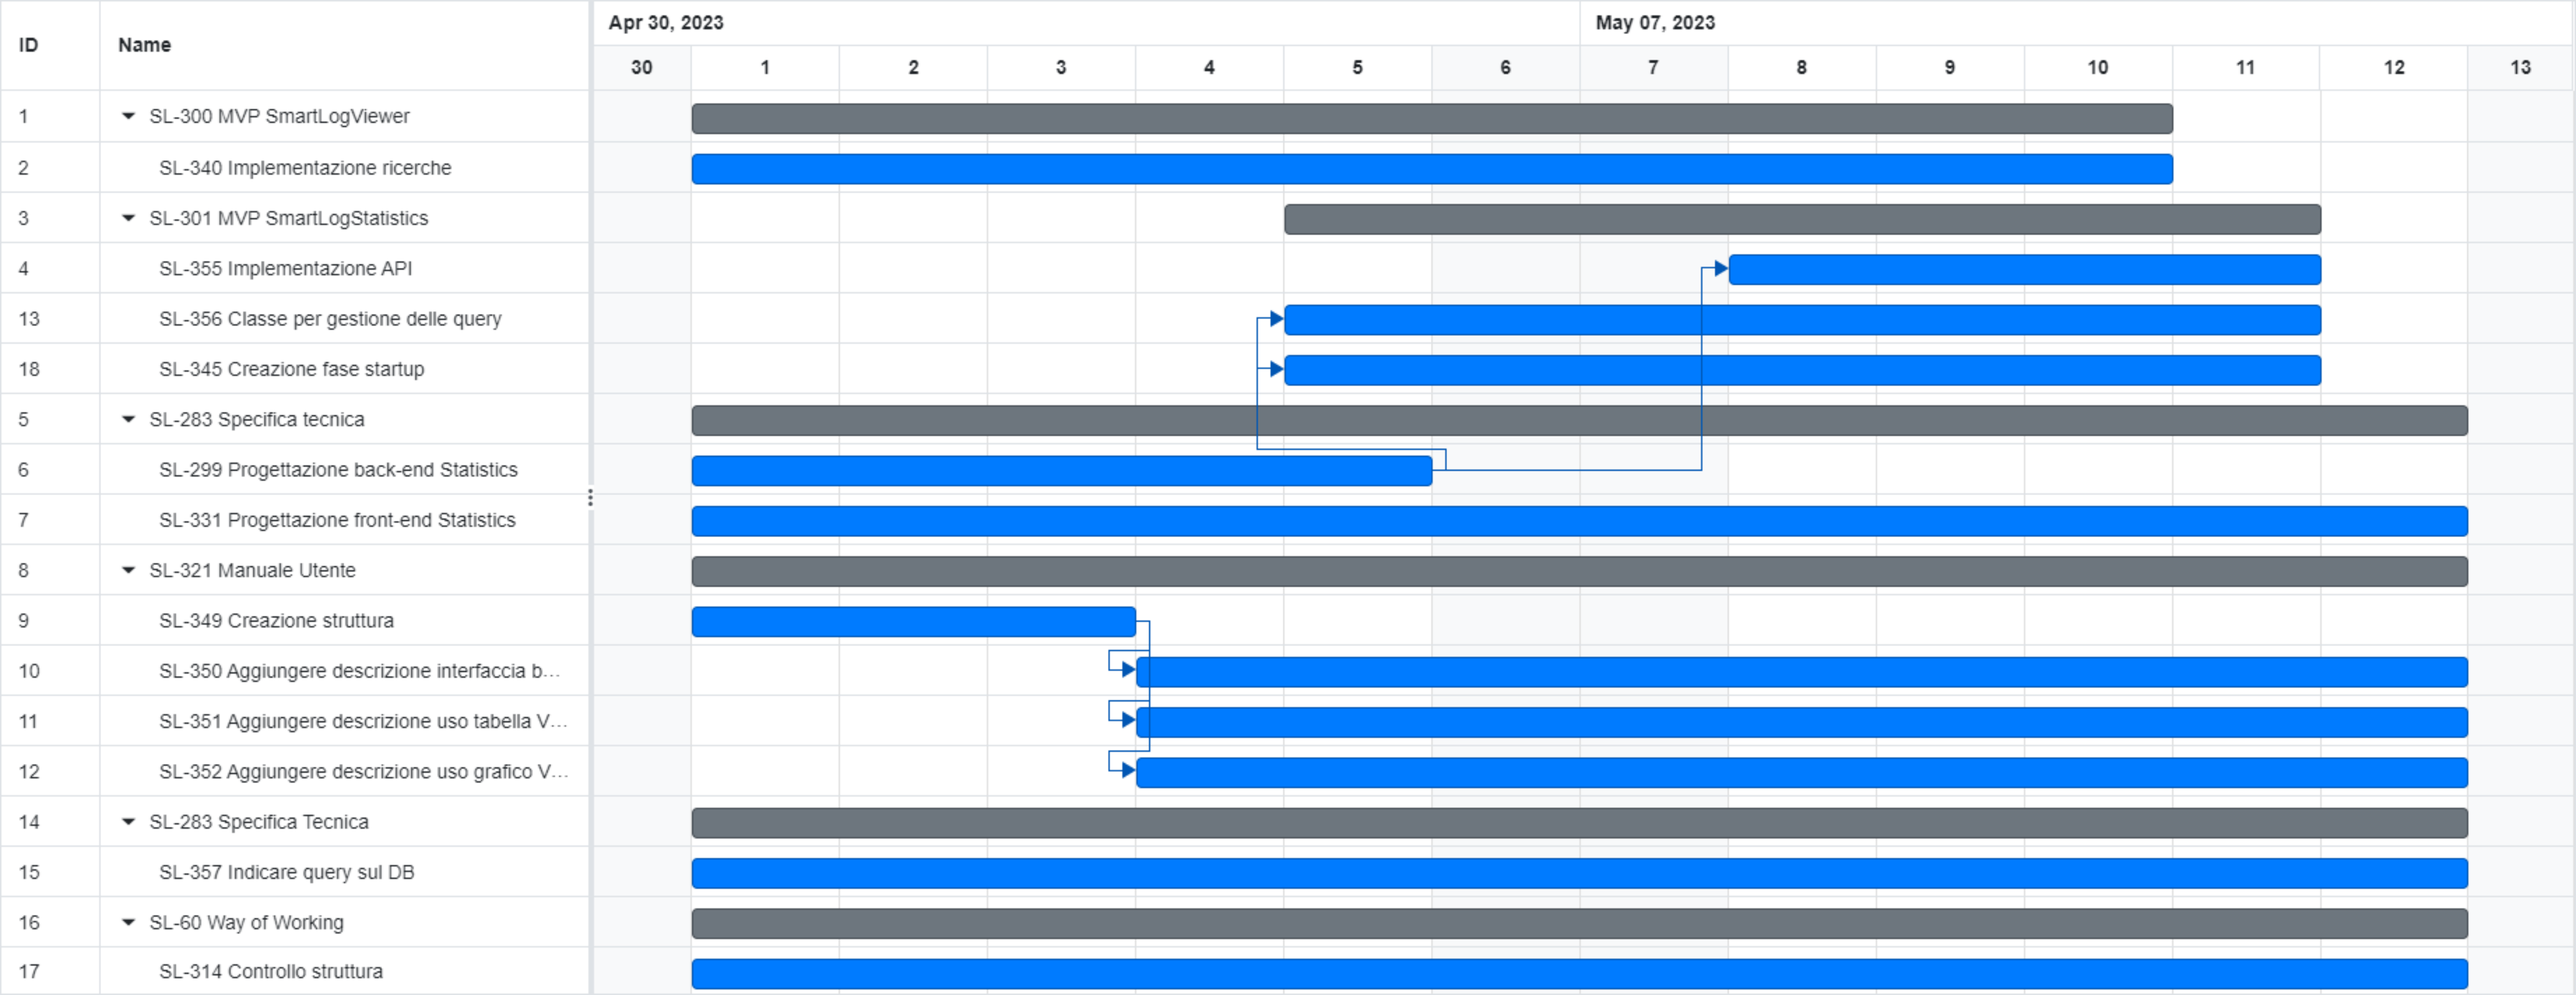 ID Name Apr 30, 2023 May 07, 2023
30 1 2 3 4 5 6 7 8 9 10 11 12 13
1 SL-300 MVP SmartLogViewer
2 SL-340 Implementazione ricerche
3 SL-301 MVP SmartLogStatistics
4 SL-355 Implementazione API
13 SL-356 Classe per gestione delle query
18 SL-345 Creazione fase startup
5 SL-283 Specifica tecnica
6 SL-299 Progettazione back-end Statistics
7 SL-331 Progettazione front-end Statistics
8 SL-321 Manuale Utente
9 SL-349 Creazione struttura
10 SL-350 Aggiungere descrizione interfaccia b...
11 SL-351 Aggiungere descrizione uso tabella V...
12 SL-352 Aggiungere descrizione uso grafico V...
14 SL-283 Specifica Tecnica
15 SL-357 Indicare query sul DB
16 SL-60 Way of Working
17 SL-314 Controllo struttura